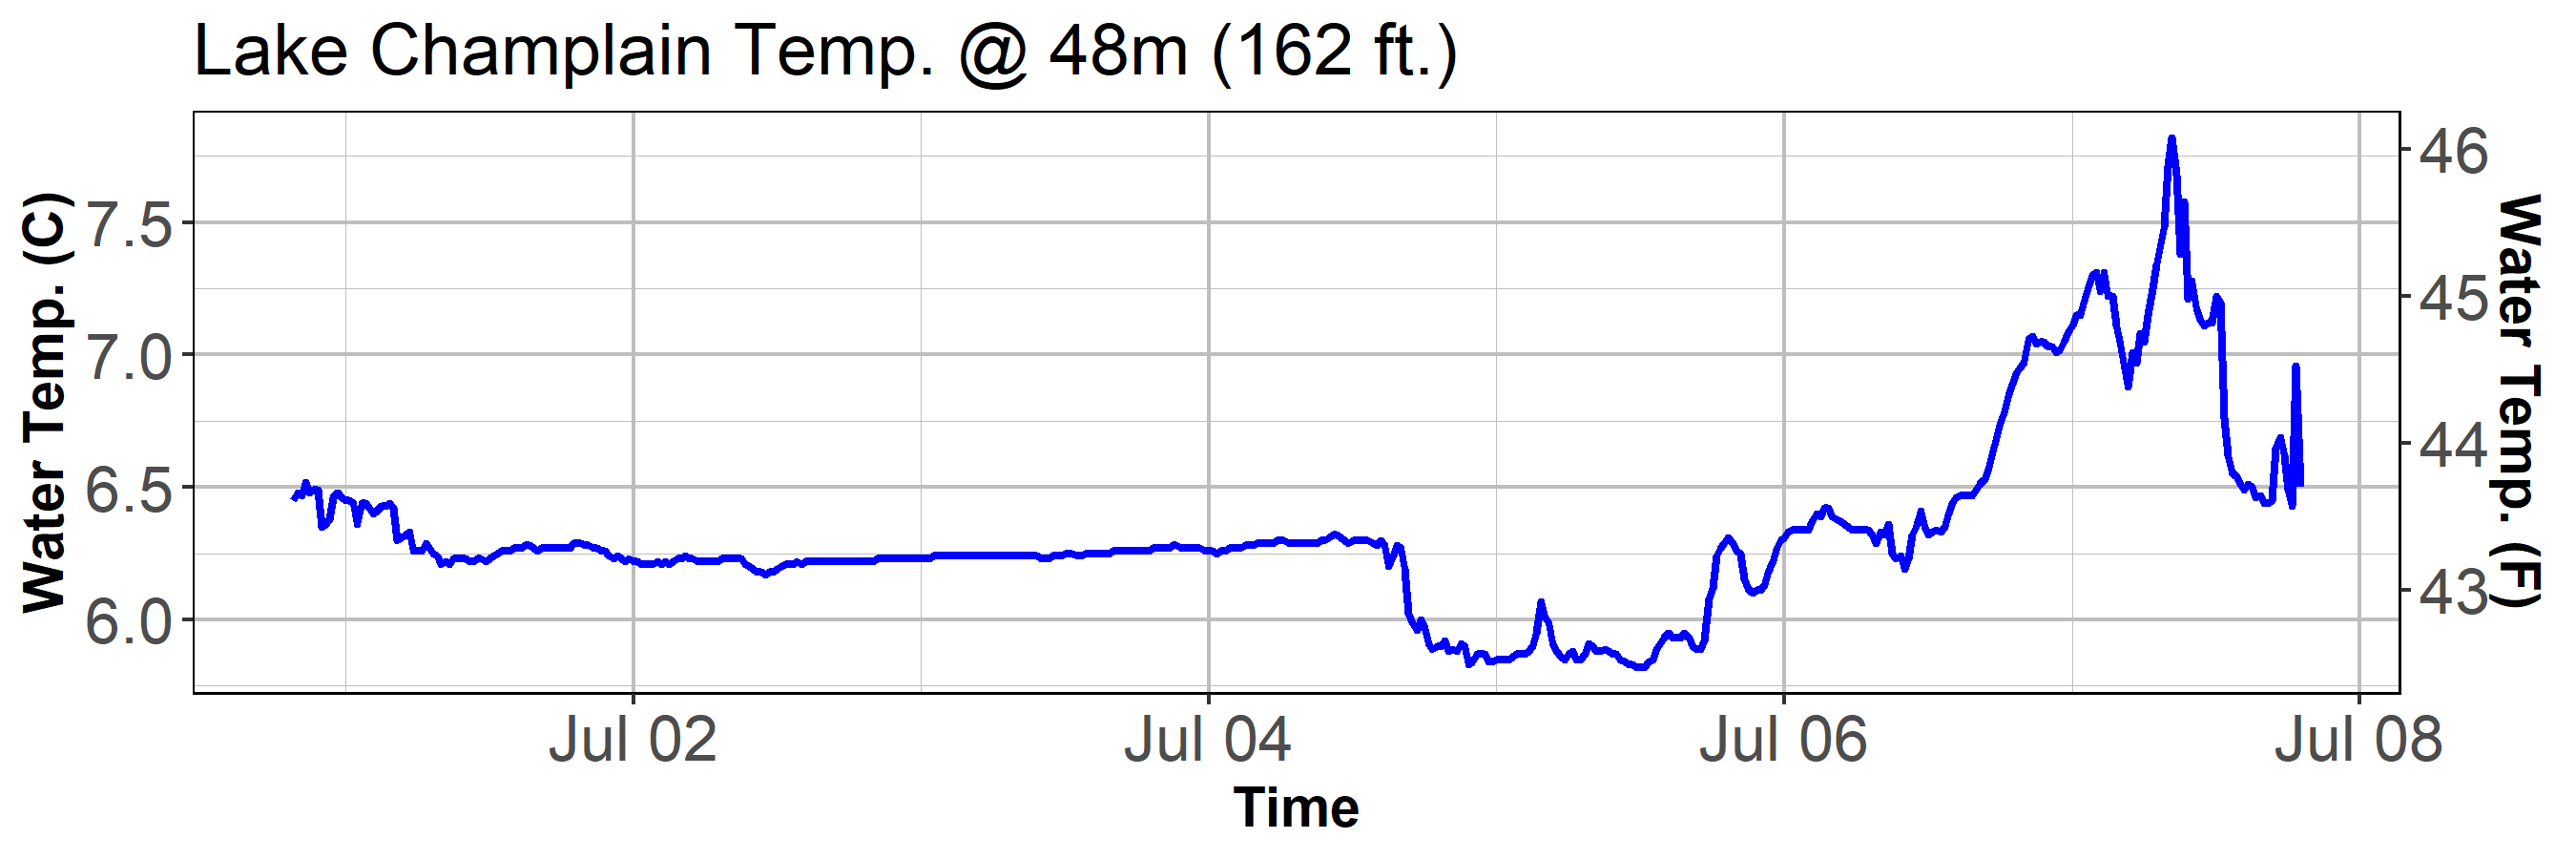 Lake Champlain Temp. @ 48m (162 ft.)
Water Temp. (C)
7.5
7.0
6.5
6.0
46
45
44
43
Water Temp. (F)
Jul 02 Jul 04 Jul 06 Jul 08
Time